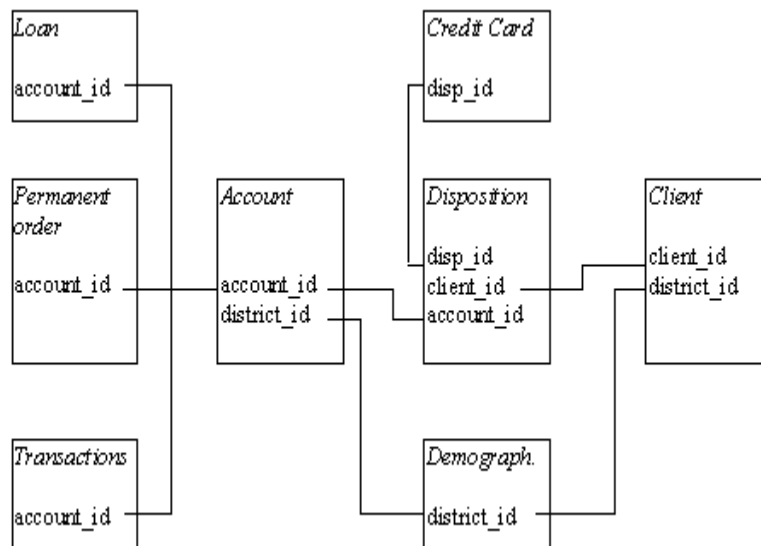 Loan
account_id
Credit Card
disp_id
Permanent
order
account_id
Account
account_id
district_id
Disposition
disp_id
client_id
account_id
Client
client_id
district_id
Transactions
account_id
Demograph.
district_id